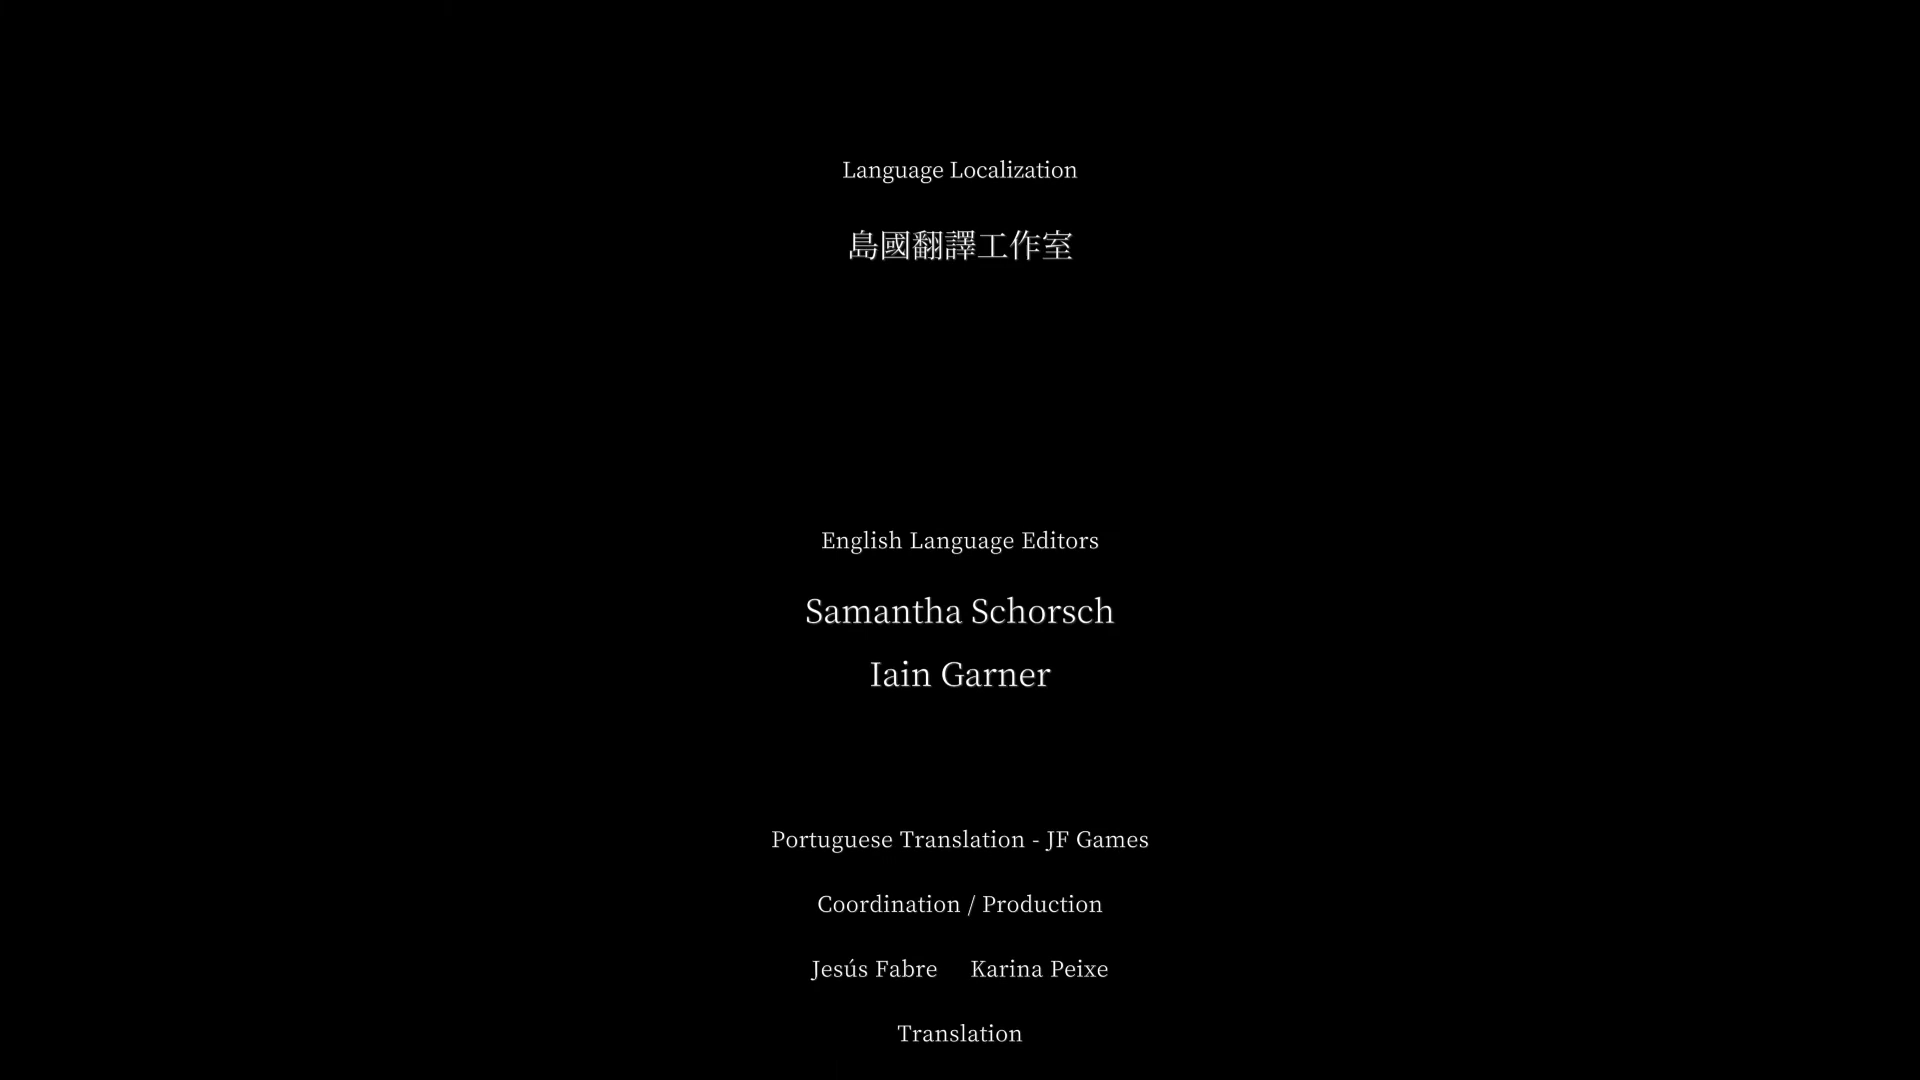 Language Localization
島國翻譯工作室
English Language Editors
Samantha Schorsch
Iain Garner
Portuguese Translation - JF Games
Coordination / Production
Jesús Fabre Karina Peixe
Translation